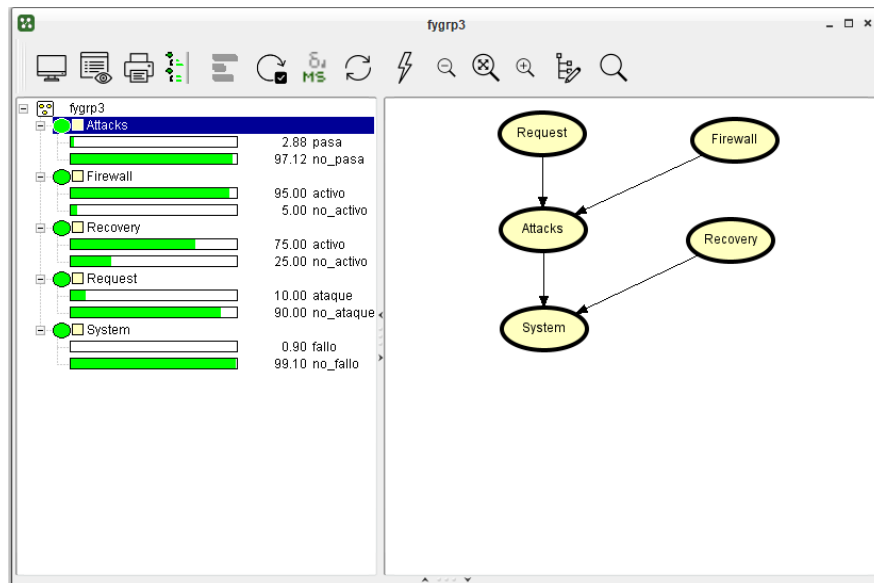 fygrp3
MS
fygrp3
Attacks
2.88 pasa
97.12 no_pasa
Firewall
95.00 activo
5.00 no_activo
Recovery
75.00 activo
25.00 no_activo
Request
10.00 ataque
90.00 no_ataque
System
0.90 fallo
99.10 no_fallo
Request
Firewall
Attacks
Recovery
System